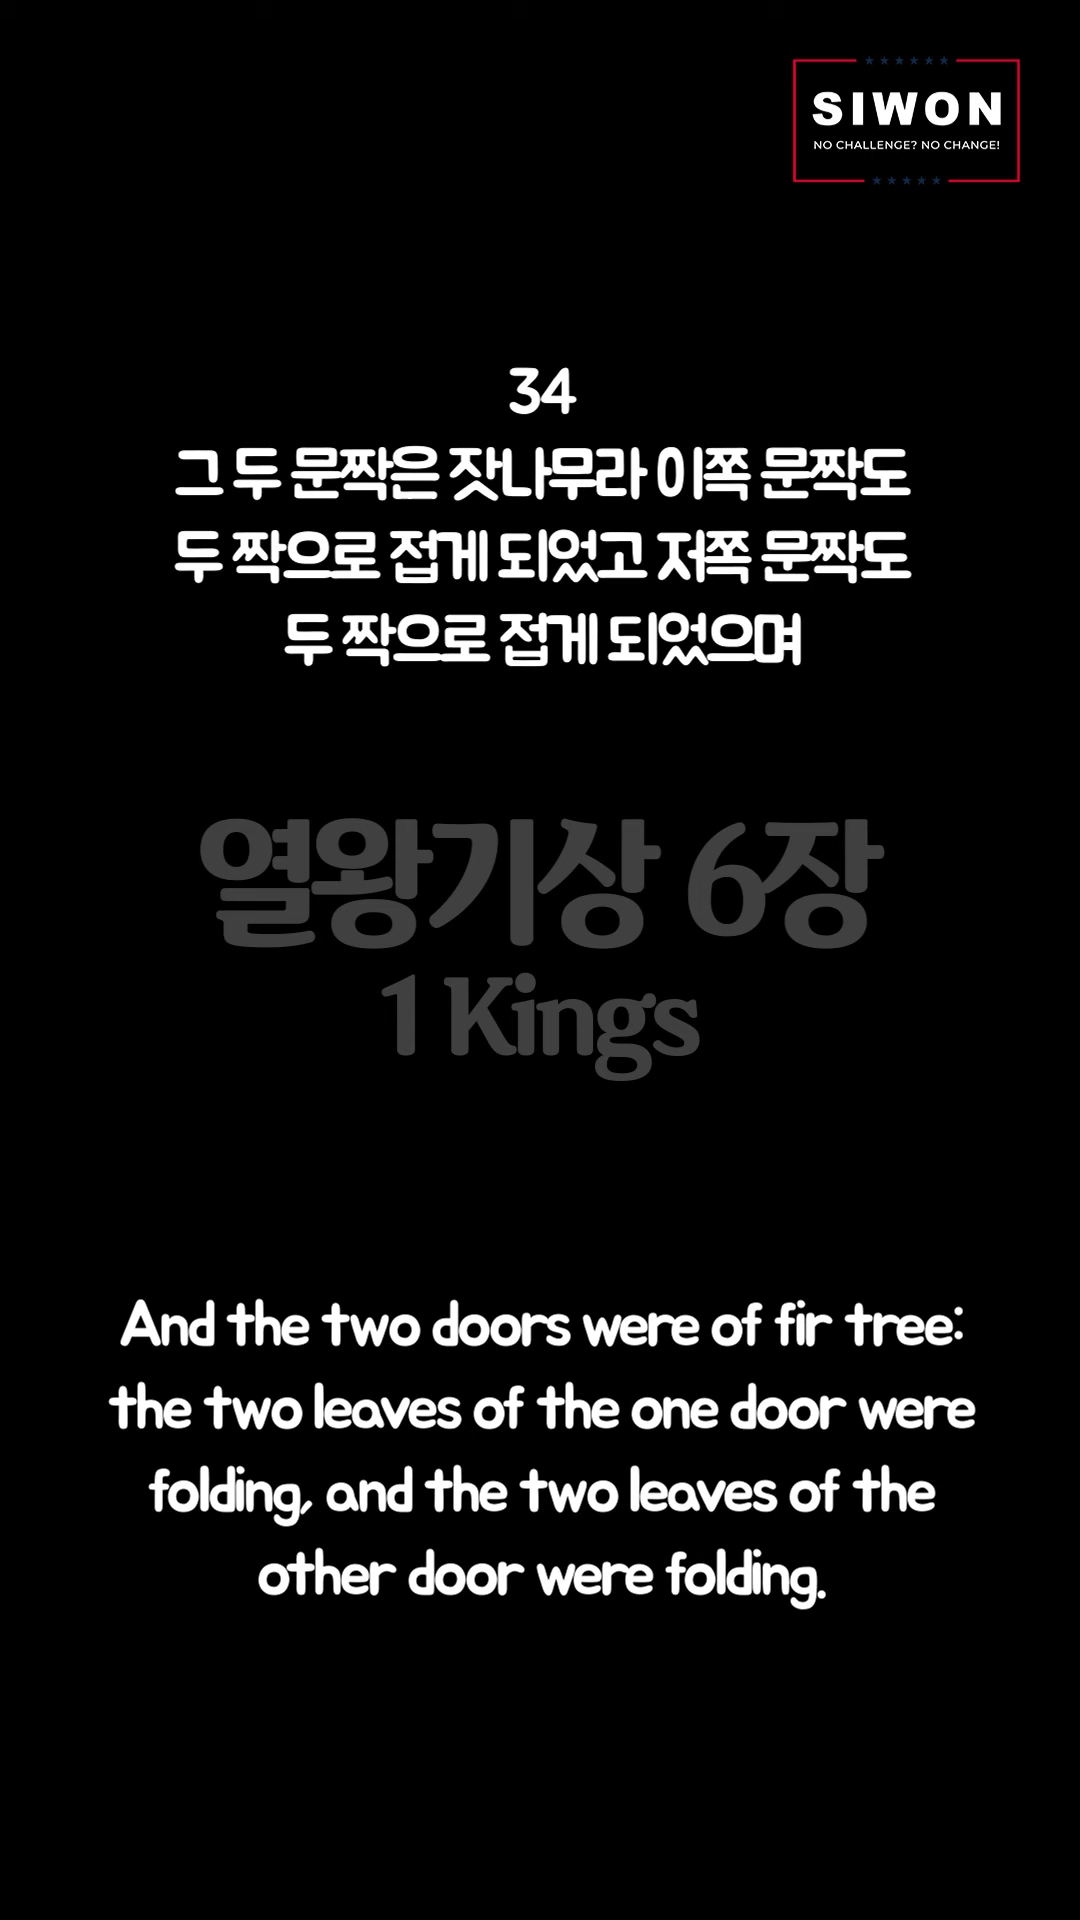 SIWON
NO CHALLENGE? NO CHANGE!
34
그 두 문짝은 잣나무라 이쪽 문짝도
두 짝으로 접게 되었고 저쪽 문짝도
두 짝으로 접게 되었으며
열왕기상 6장
1 Kings
And the two doors were of fir tree:
the two leaves of the one door were
folding, and the two leaves of the
other door were folding.